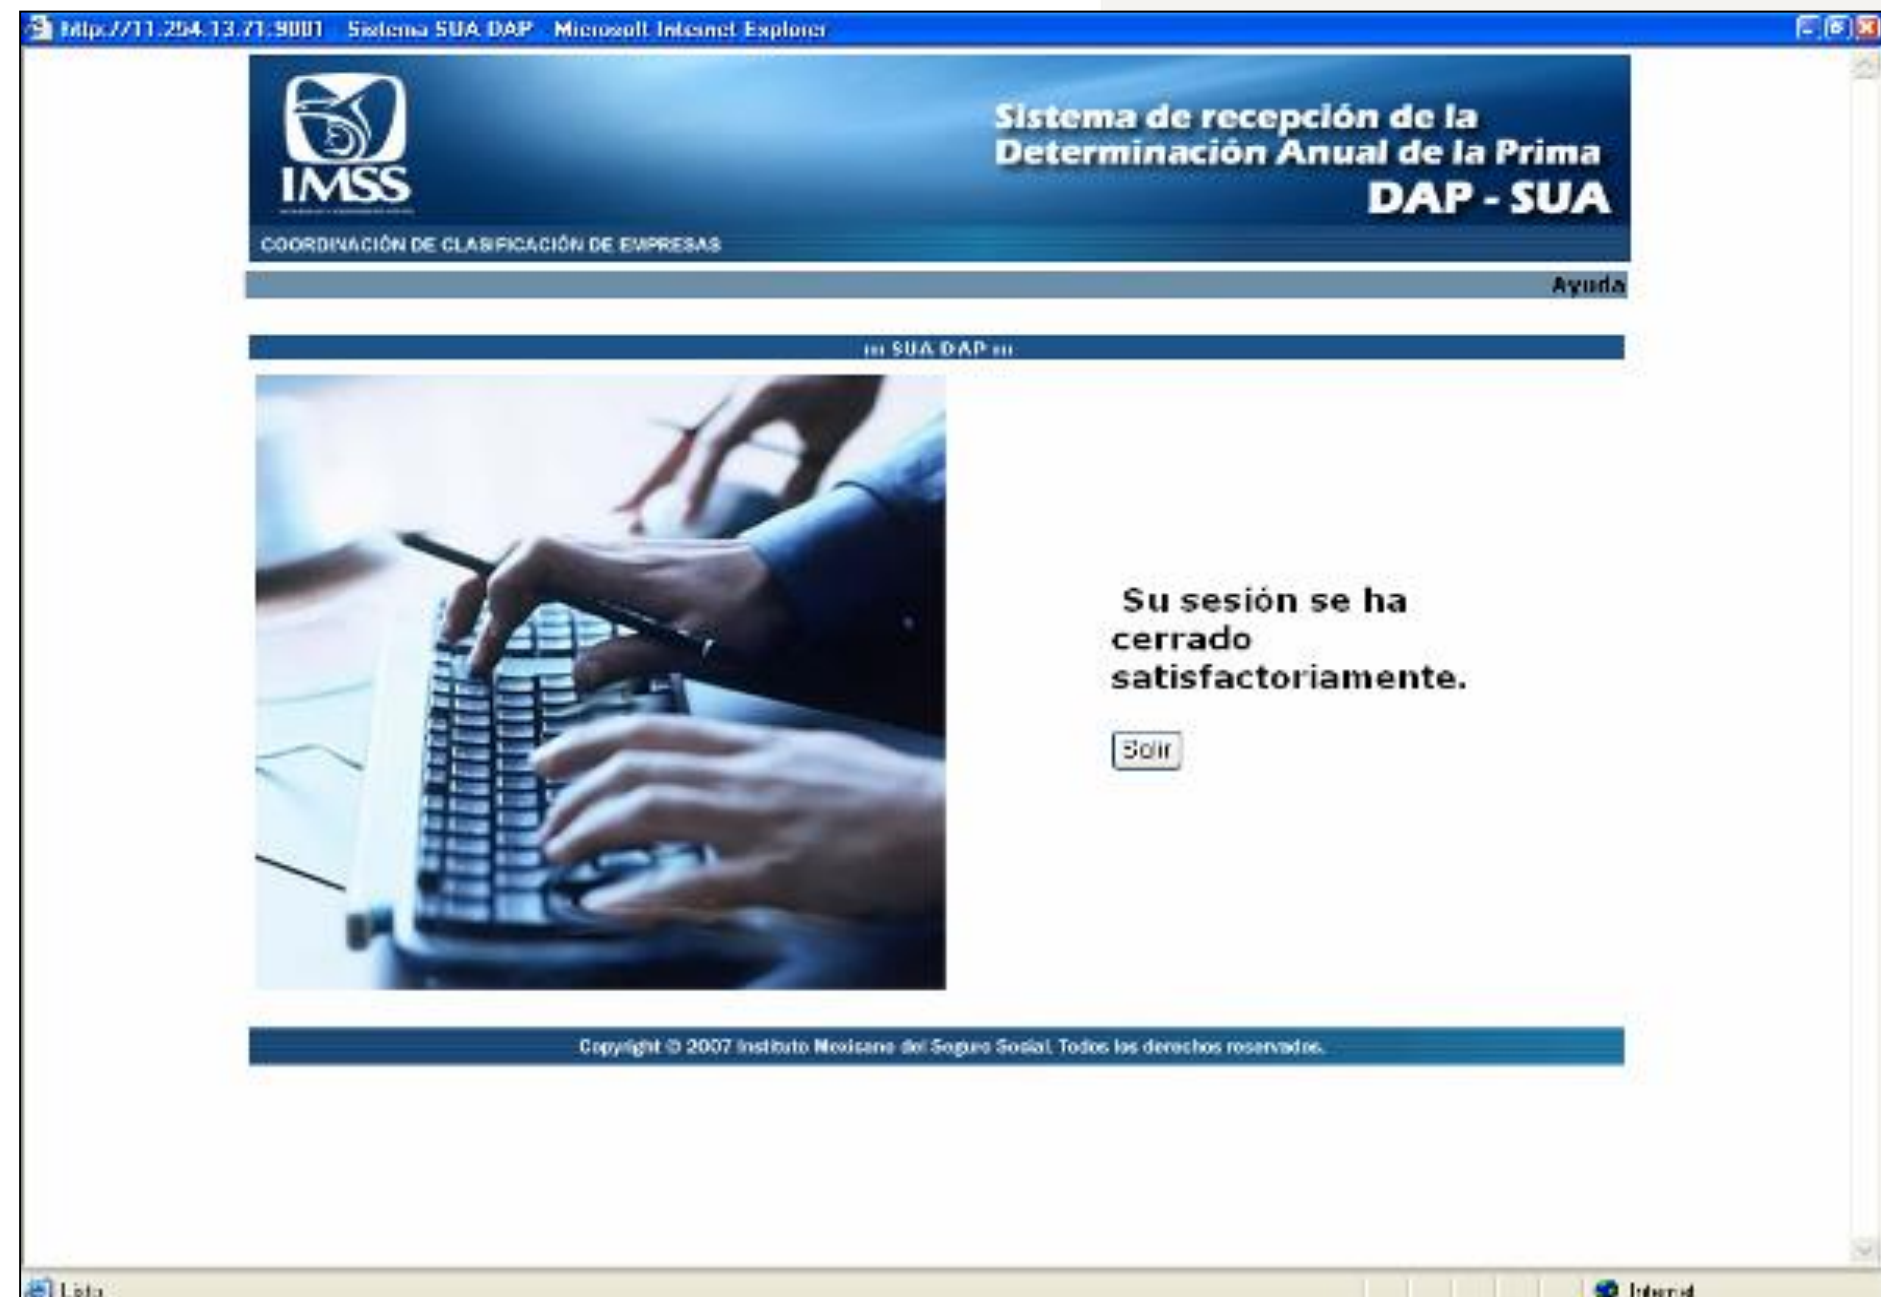 http://11.254.13.71:9001 - Sistema SUA DAP - Microsoft Internet Explorer
IMSS
Sistema de recepción de la
Determinación Anual de la Prima
DAP - SUA
COORDINACIÓN DE CLASIFICACIÓN DE EMPRESAS
Ayuda
::: SUA DAP :::
Su sesión se ha
cerrado
satisfactoriamente.
Salir
Copyright © 2007 Instituto Mexicano del Seguro Social. Todos los derechos reservados.
Listo
Internet